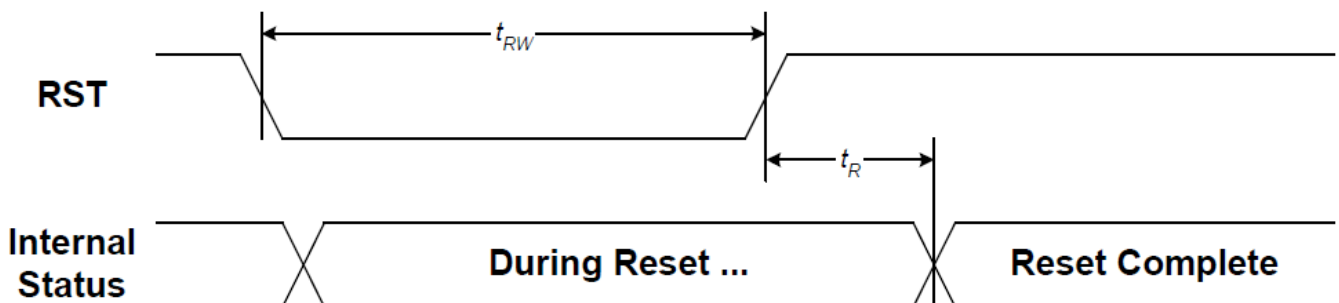 t_RW
RST
t_R
Internal
Status
During Reset ...
Reset Complete